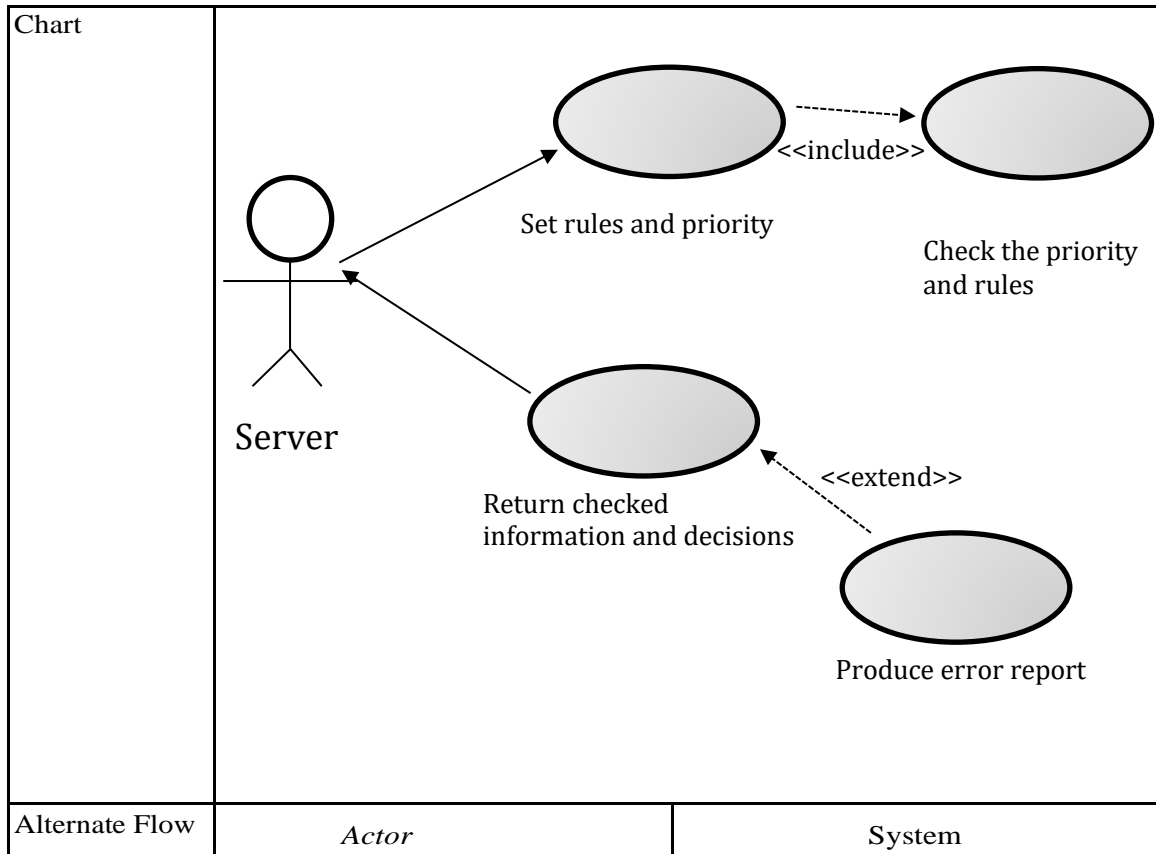 Chart
<<include>>
Set rules and priority
Check the priority
and rules
Server
<<extend>>
Return checked
information and decisions
Produce error report
Alternate Flow
Actor
System